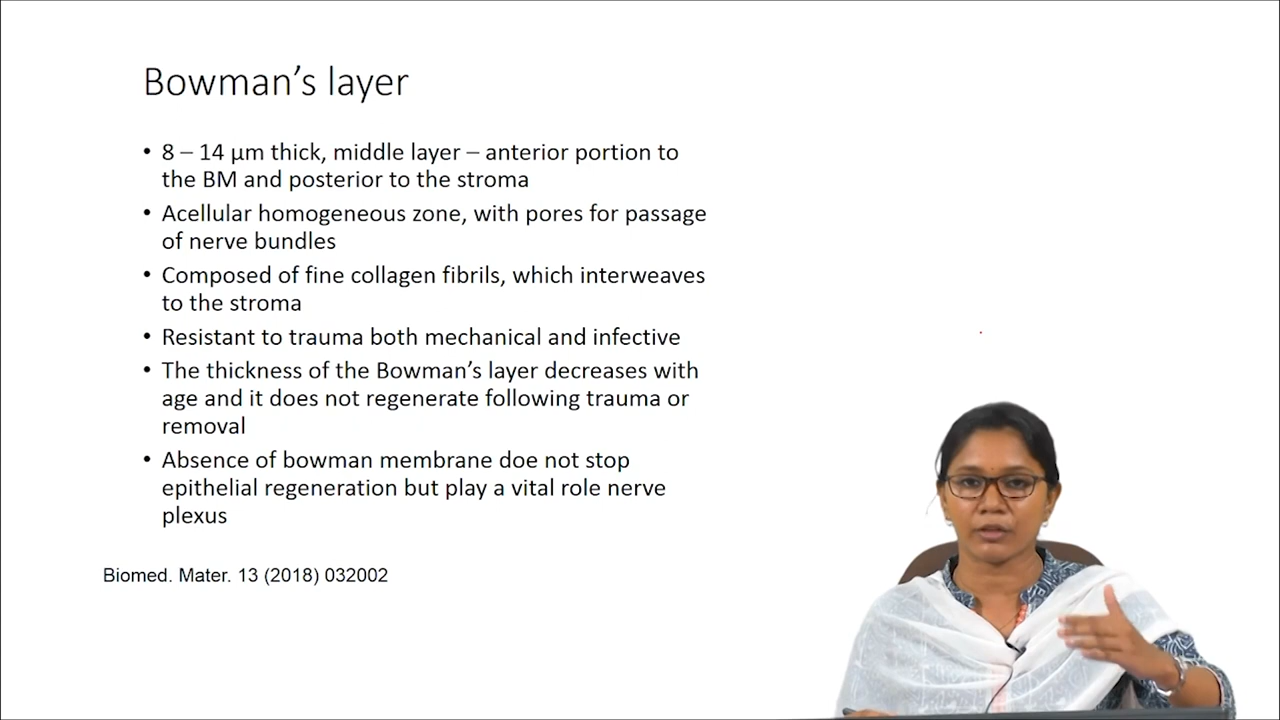 Bowman's layer
• 8 – 14 µm thick, middle layer – anterior portion to
the BM and posterior to the stroma
• Acellular homogeneous zone, with pores for passage
of nerve bundles
• Composed of fine collagen fibrils, which interweaves
to the stroma
• Resistant to trauma both mechanical and infective
• The thickness of the Bowman's layer decreases with
age and it does not regenerate following trauma or
removal
• Absence of bowman membrane doe not stop
epithelial regeneration but play a vital role nerve
plexus
Biomed. Mater. 13 (2018) 032002